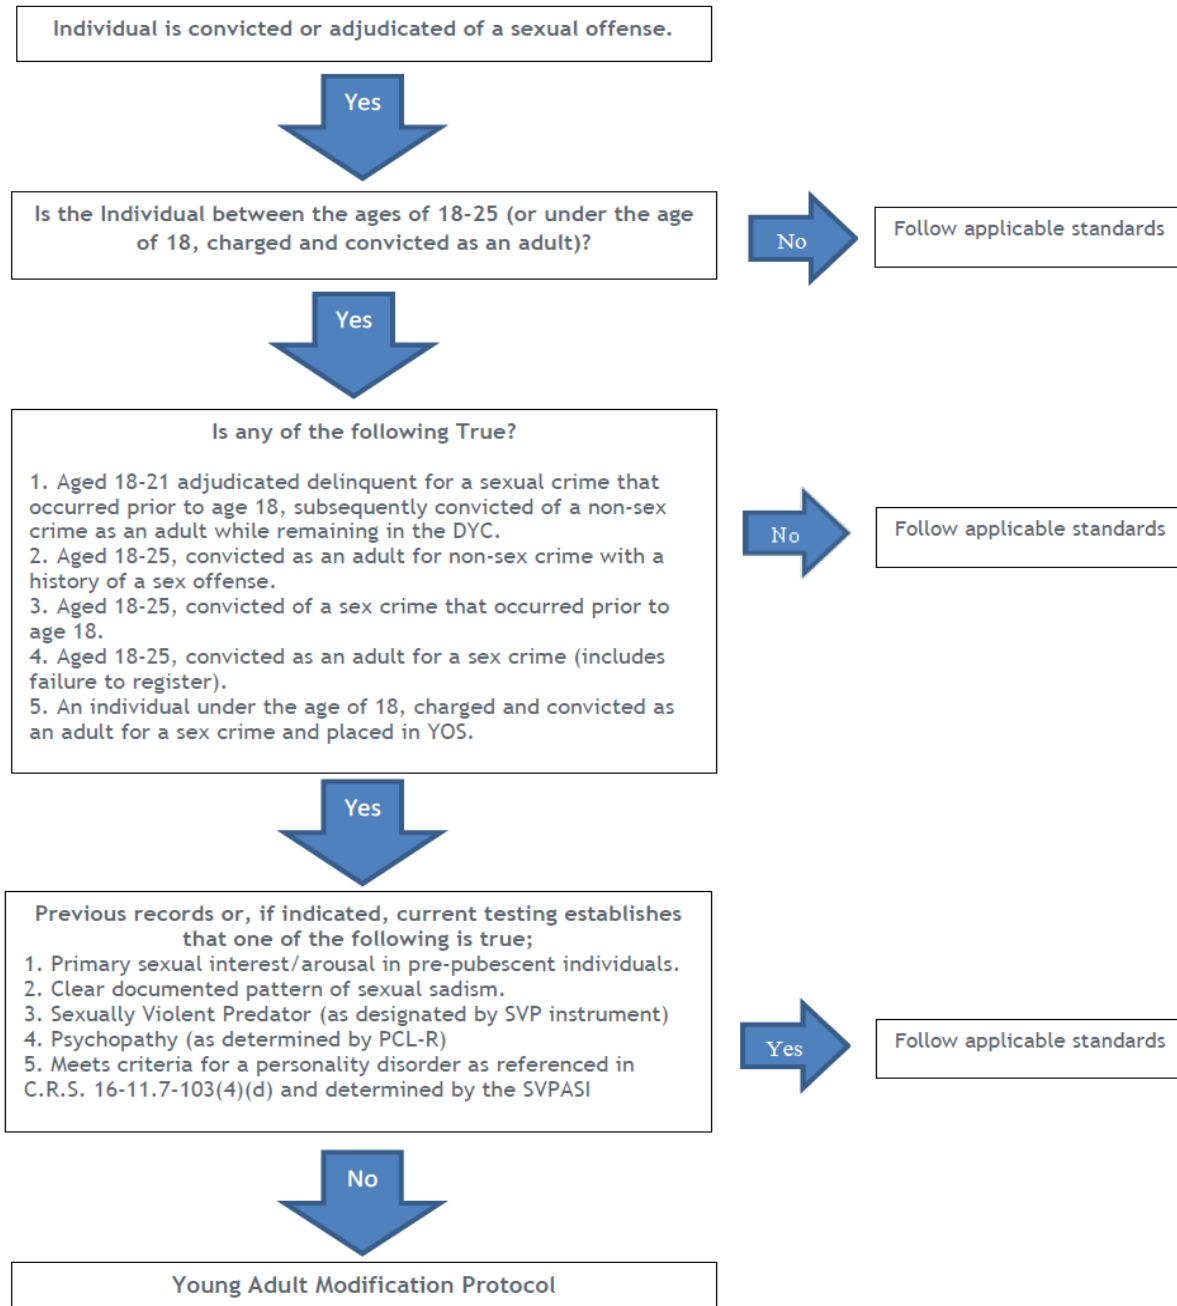 Individual is convicted or adjudicated of a sexual offense.
Yes
Is the Individual between the ages of 18-25 (or under the age
of 18, charged and convicted as an adult)?
No
Follow applicable standards
Yes
Is any of the following True?
1. Aged 18-21 adjudicated delinquent for a sexual crime that
occurred prior to age 18, subsequently convicted of a non-sex
crime as an adult while remaining in the DYC.
2. Aged 18-25, convicted as an adult for non-sex crime with a
history of a sex offense.
3. Aged 18-25, convicted of a sex crime that occurred prior to
age 18.
4. Aged 18-25, convicted as an adult for a sex crime (includes
failure to register).
5. An individual under the age of 18, charged and convicted as
an adult for a sex crime and placed in YOS.
No
Follow applicable standards
Yes
Previous records or, if indicated, current testing establishes
that one of the following is true;
1. Primary sexual interest/arousal in pre-pubescent individuals.
2. Clear documented pattern of sexual sadism.
3. Sexually Violent Predator (as designated by SVP instrument)
4. Psychopathy (as determined by PCL-R)
5. Meets criteria for a personality disorder as referenced in
C.R.S. 16-11.7-103(4)(d) and determined by the SVPASI
Yes
Follow applicable standards
No
Young Adult Modification Protocol